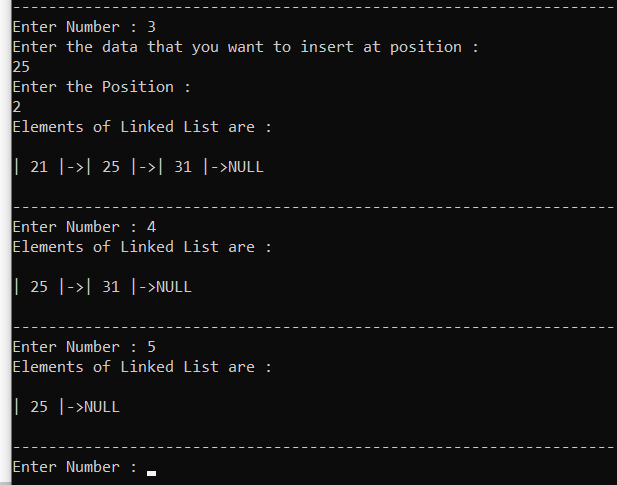 -------------------------------------------------------------------
Enter Number : 3
Enter the data that you want to insert at position :
25
Enter the Position :
2
Elements of Linked List are :
| 21 |->| 25 |->| 31 |->NULL
-------------------------------------------------------------------
Enter Number : 4
Elements of Linked List are :
| 25 |->| 31 |->NULL
-------------------------------------------------------------------
Enter Number : 5
Elements of Linked List are :
| 25 |->NULL
-------------------------------------------------------------------
Enter Number :